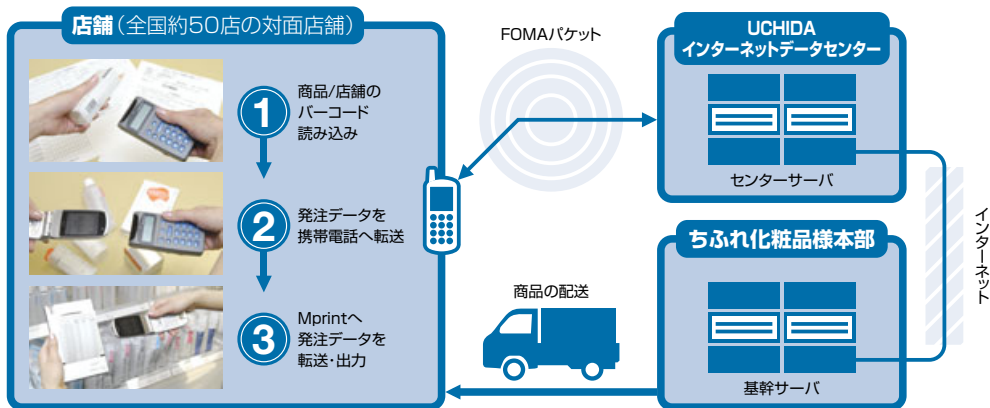 店舗（全国約50店の対面店舗）
1
商品/店舗の
バーコード
読み込み
2
発注データを
携帯電話へ転送
3
Mprintへ
発注データを
転送・出力
FOMAパケット
UCHIDA
インターネットデータセンター
センターサーバ
インターネット
ちふれ化粧品様本部
基幹サーバ
商品の配送